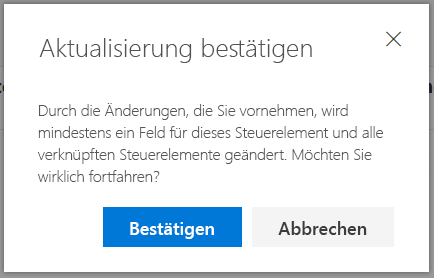 Aktualisierung bestätigen
Durch die Änderungen, die Sie vornehmen, wird
mindestens ein Feld für dieses Steuerelement und alle
verknüpften Steuerelemente geändert. Möchten Sie
wirklich fortfahren?
Bestätigen Abbrechen